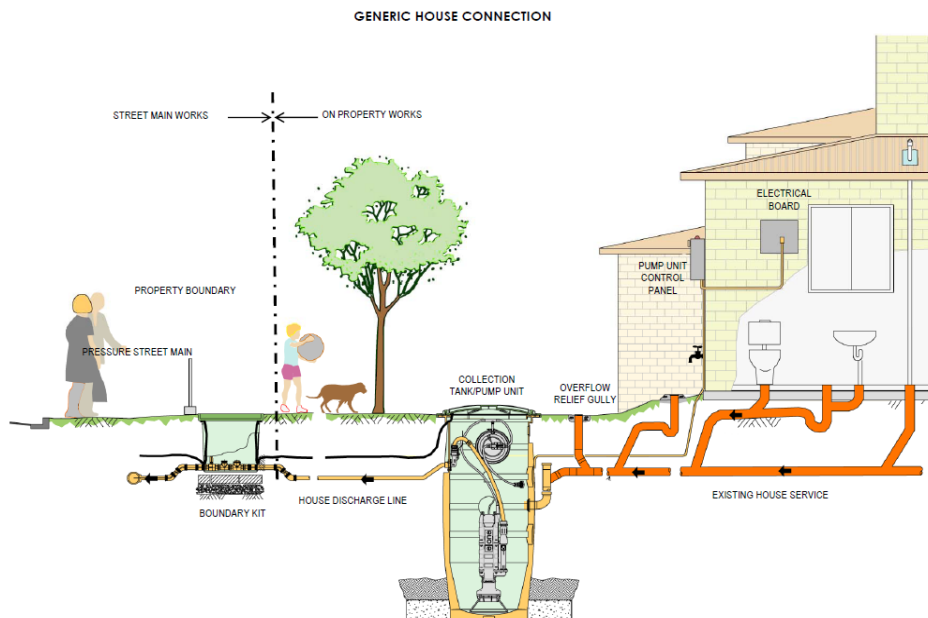 GENERIC HOUSE CONNECTION
STREET MAIN WORKS
ON PROPERTY WORKS
ELECTRICAL
BOARD
PUMP UNIT
CONTROL
PANEL
PROPERTY BOUNDARY
PRESSURE STREET MAIN
COLLECTION
TANK/PUMP UNIT
OVERFLOW
RELIEF GULLY
HOUSE DISCHARGE LINE
EXISTING HOUSE SERVICE
BOUNDARY KIT